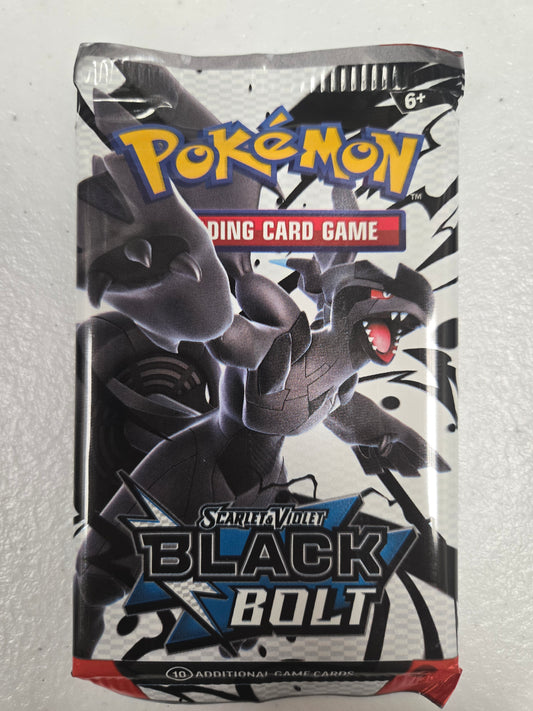 6+
POKéMON
TM
DING CARD GAME
SCARLET & VIOLET
BLACK
BOLT
10 ADDITIONAL GAME CARDS